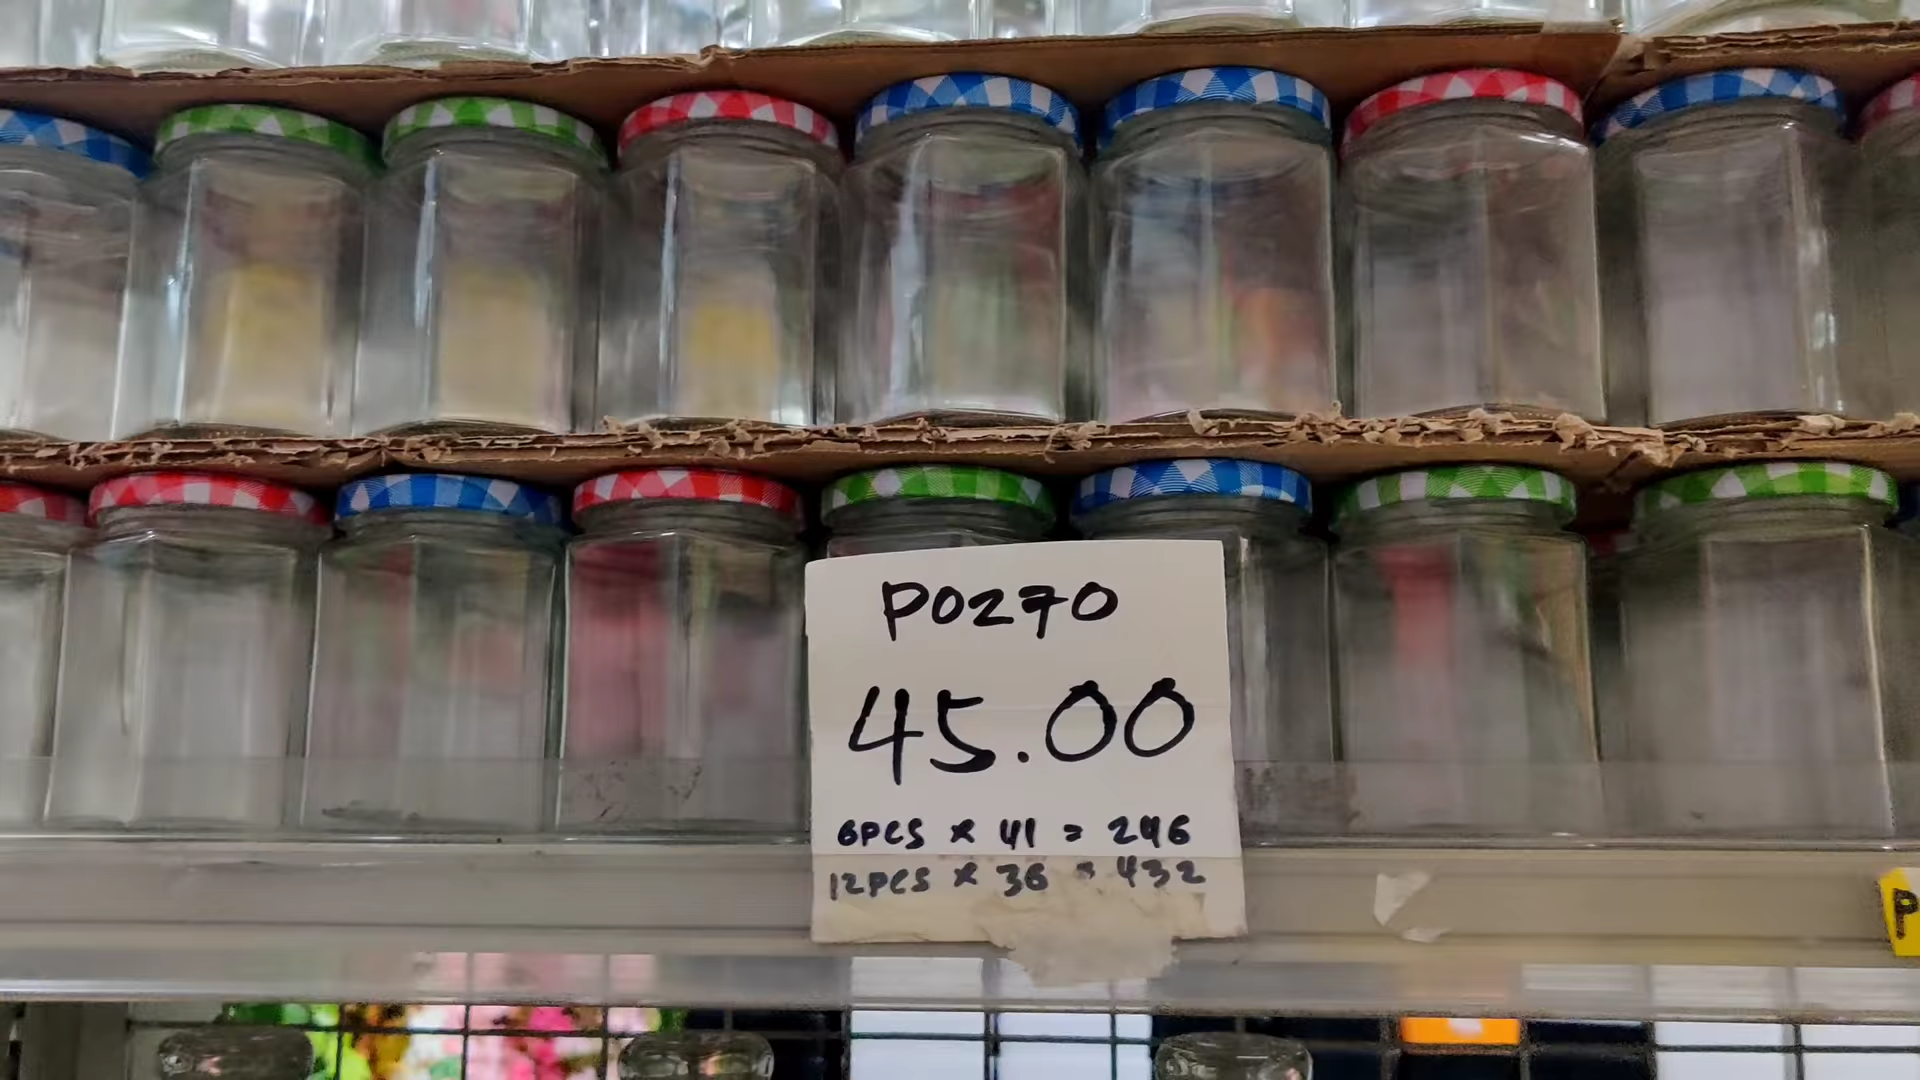 P0270
45.00
6PCS x 41 = 246
12PCS x 36 = 432
P